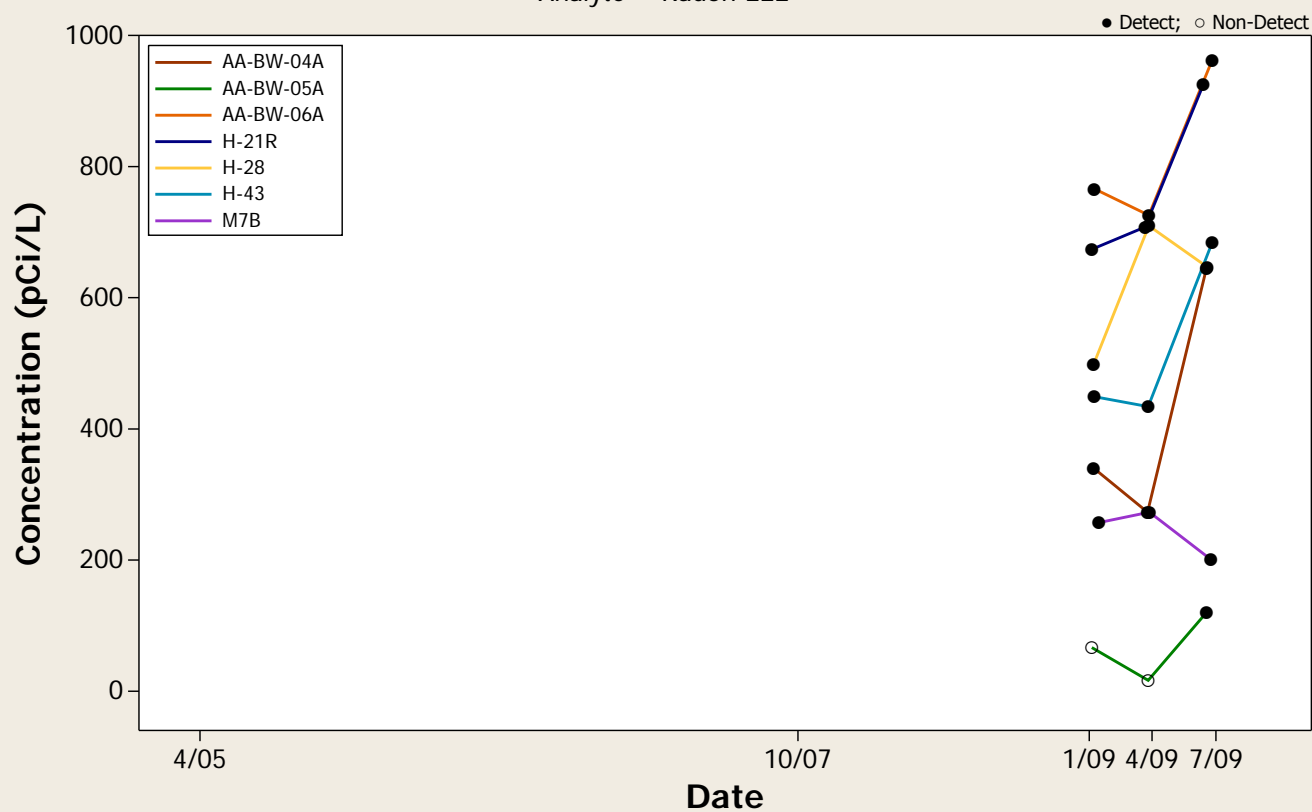 ● Detect; ○ Non-Detect
1000
800
600
400
200
0
AA-BW-04A
AA-BW-05A
AA-BW-06A
H-21R
H-28
H-43
M7B
Concentration (pCi/L)
4/05 10/07 1/09 4/09 7/09
Date